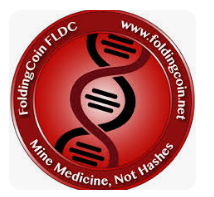 FoldingCoin FLDC
www.foldingcoin.net
Mine Medicine, Not Hashes